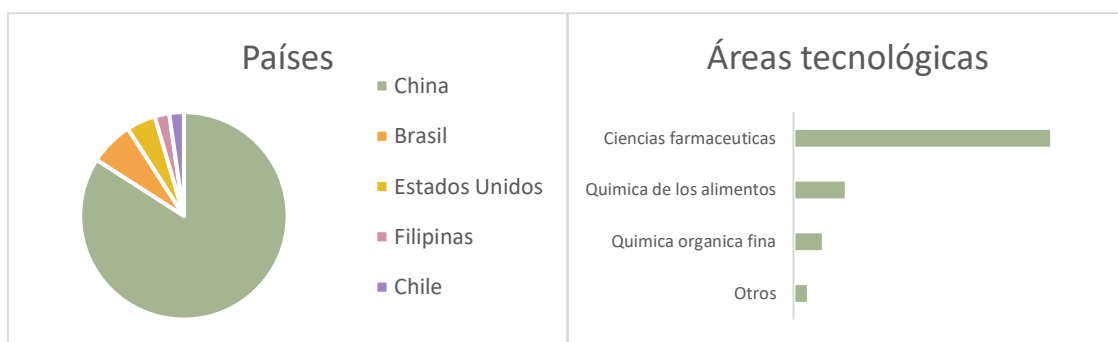 Países
China
Brasil
Estados Unidos
Filipinas
Chile
Áreas tecnológicas
Ciencias farmaceuticas
Quimica de los alimentos
Quimica organica fina
Otros